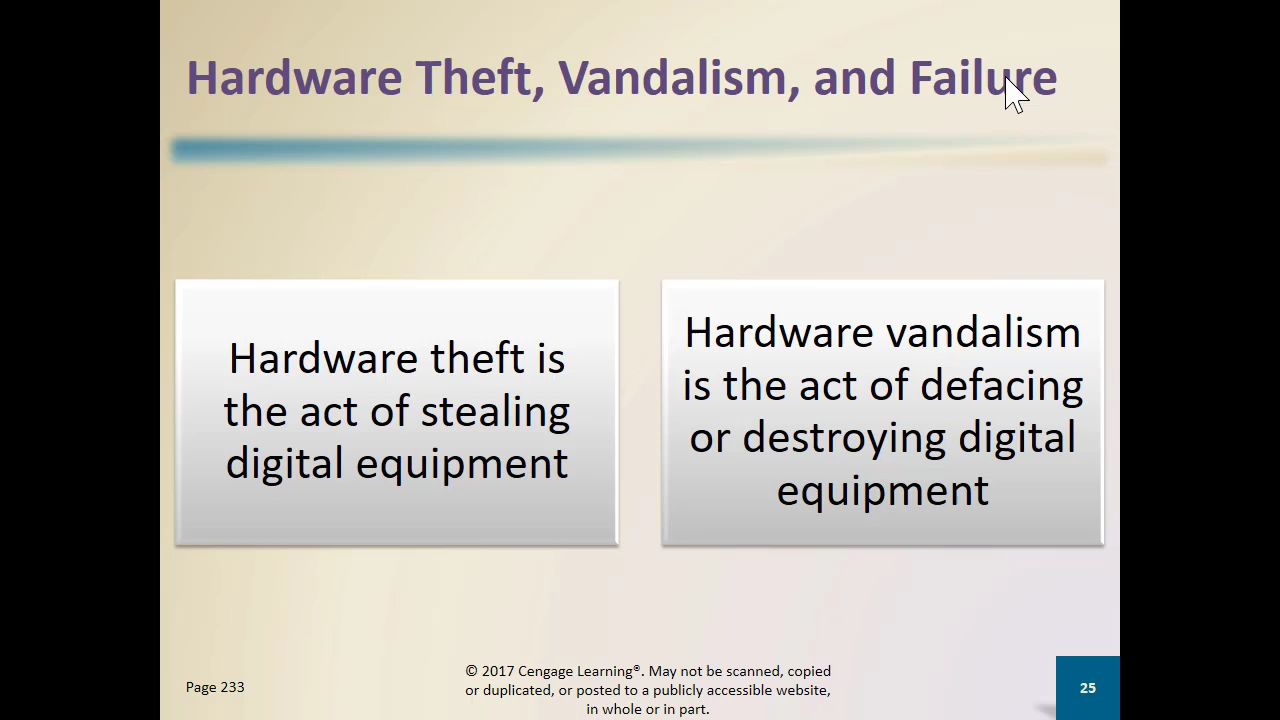 Hardware Theft, Vandalism, and Failure
Hardware theft is
the act of stealing
digital equipment
Hardware vandalism
is the act of defacing
or destroying digital
equipment
Page 233
© 2017 Cengage Learning®. May not be scanned, copied
or duplicated, or posted to a publicly accessible website,
in whole or in part.
25